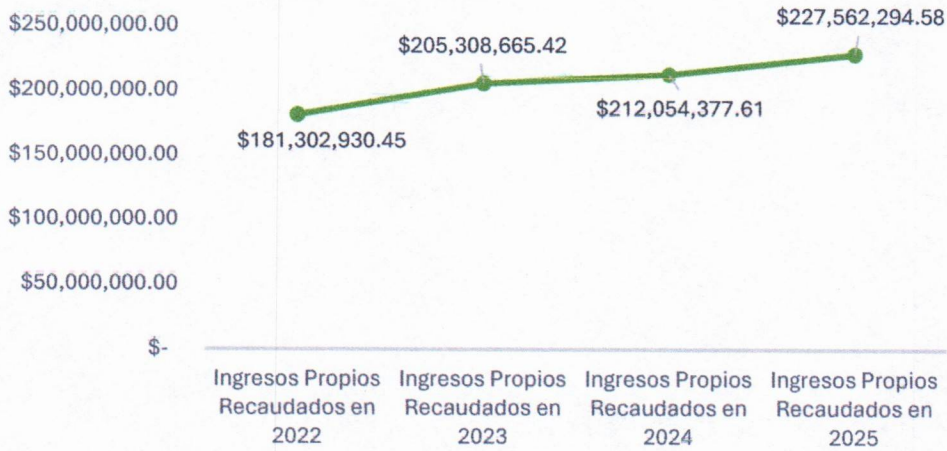 $250,000,000.00
$200,000,000.00
$150,000,000.00
$100,000,000.00
$50,000,000.00
$-
$181,302,930.45
$205,308,665.42
$212,054,377.61
$227,562,294.58
Ingresos Propios
Recaudados en
2022
Ingresos Propios
Recaudados en
2023
Ingresos Propios
Recaudados en
2024
Ingresos Propios
Recaudados en
2025